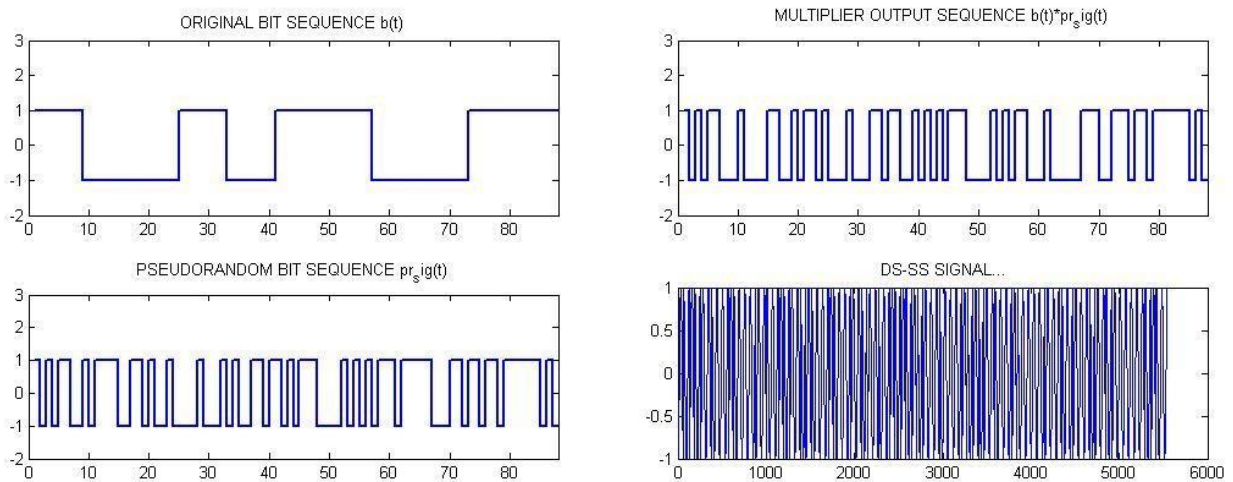 ORIGINAL BIT SEQUENCE b(t)
3
2
1
0
-1
-2
0 10 20 30 40 50 60 70 80
PSEUDORANDOM BIT SEQUENCE pr_sig(t)
3
2
1
0
-1
-2
0 10 20 30 40 50 60 70 80
MULTIPLIER OUTPUT SEQUENCE b(t)*pr_sig(t)
3
2
1
0
-1
-2
0 10 20 30 40 50 60 70 80
DS-SS SIGNAL...
1
0.5
0
-0.5
-1
0 1000 2000 3000 4000 5000 6000